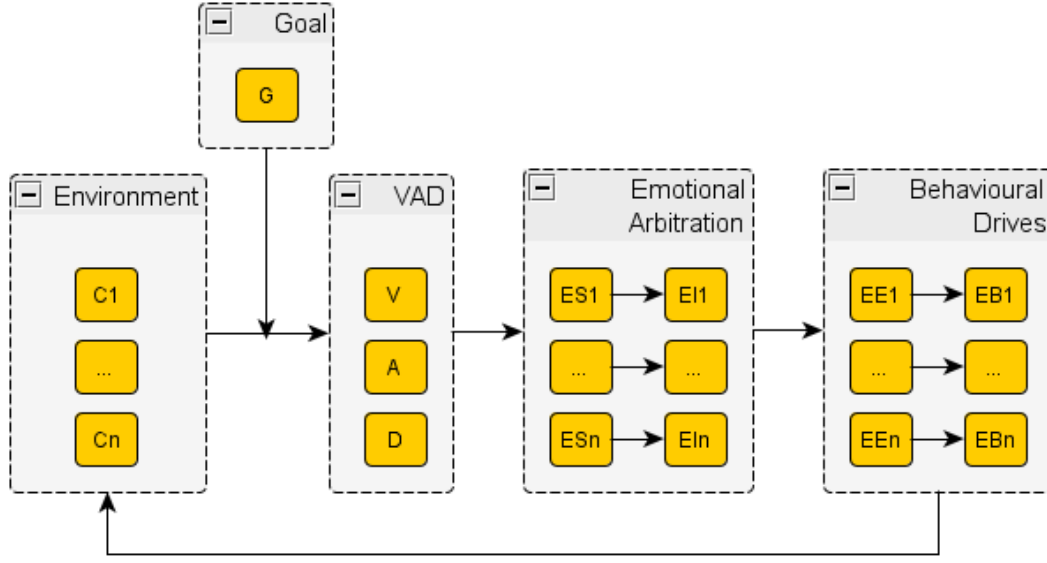 Goal
G
Environment
C1
...
Cn
VAD
V
A
D
Emotional
Arbitration
ES1
EI1
...
...
ESn
EIn
Behavioural
Drives
EE1
EB1
...
...
EEn
EBn